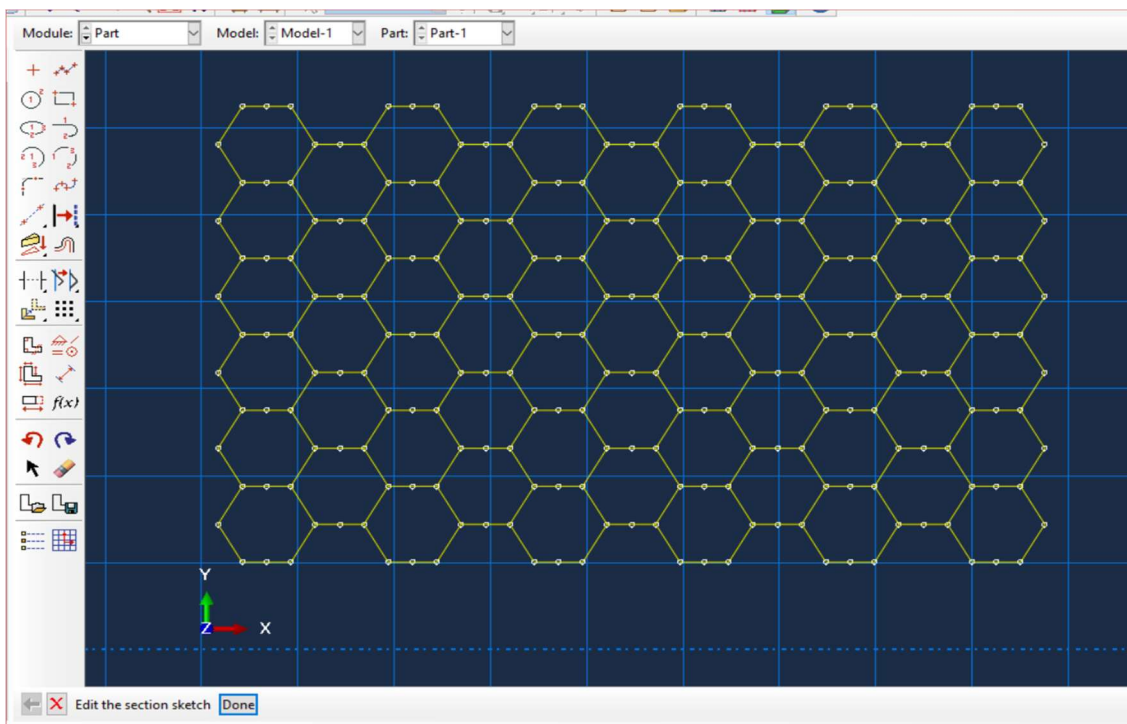 Module: Part Model: Model-1 Part: Part-1
f(x)
Y
Z X
Edit the section sketch Done